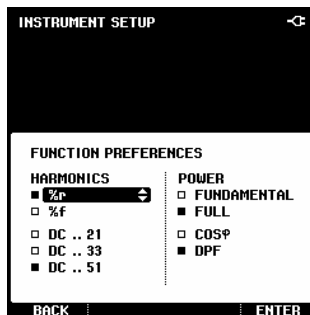 INSTRUMENT SETUP
FUNCTION PREFERENCES
HARMONICS
%r
%f
DC .. 21
DC .. 33
DC .. 51
POWER
FUNDAMENTAL
FULL
COSφ
DPF
BACK
ENTER